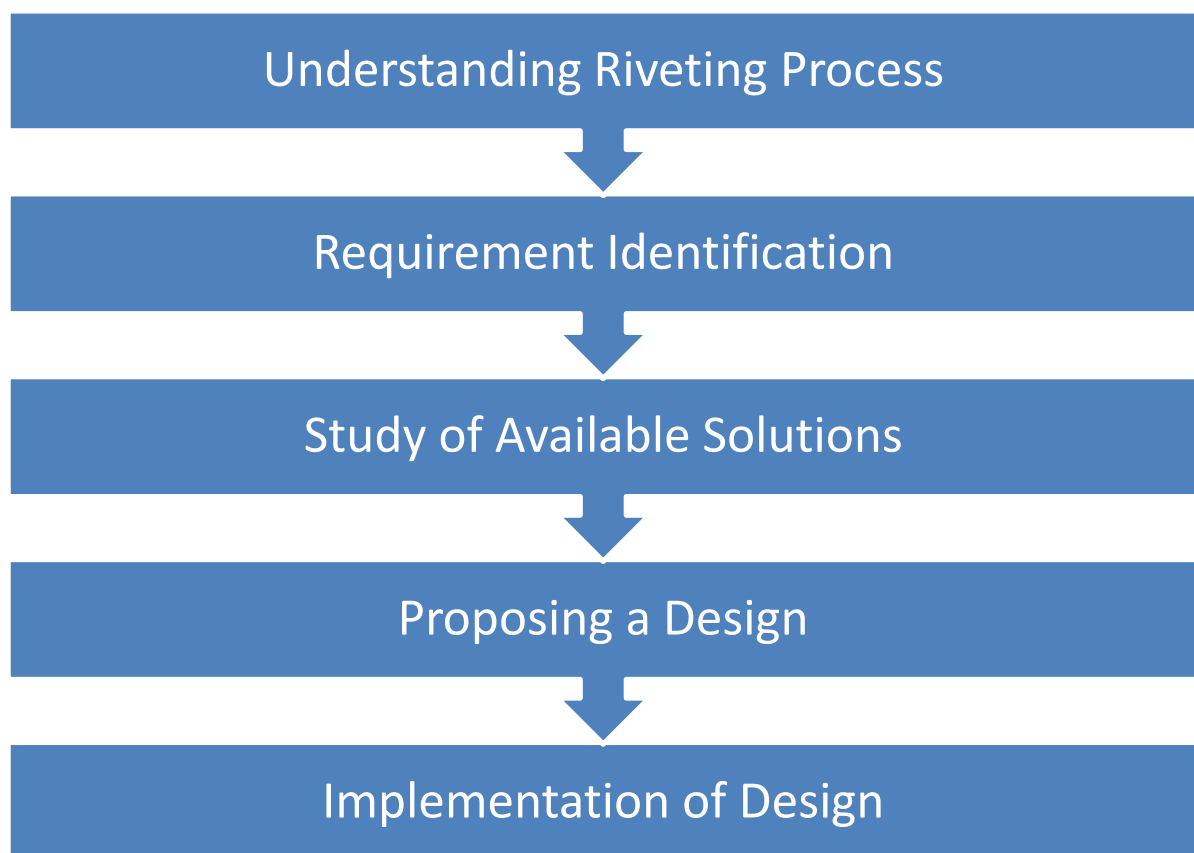 Understanding Riveting Process
Requirement Identification
Study of Available Solutions
Proposing a Design
Implementation of Design